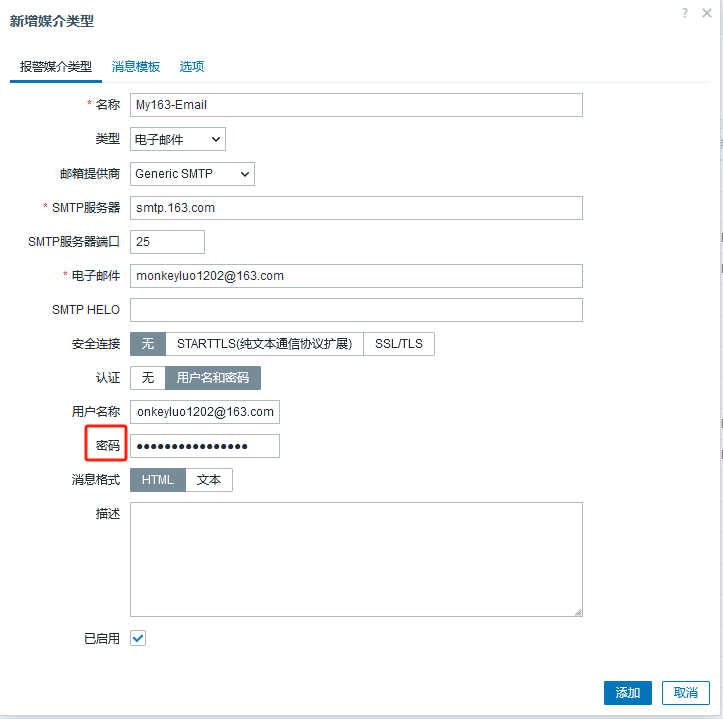 新增媒介类型
?
报警媒介类型 消息模板 选项
* 名称 My163-Email
类型 电子邮件
邮箱提供商 Generic SMTP
* SMTP服务器 smtp.163.com
SMTP服务器端口 25
* 电子邮件 monkeyluo1202@163.com
SMTP HELO
安全连接 无 STARTTLS(纯文本通信协议扩展) SSL/TLS
认证 无 用户名和密码
用户名称 onkeyluo1202@163.com
密码 ●●●●●●●●●●●●●●●●
消息格式 HTML 文本
描述
已启用
添加 取消